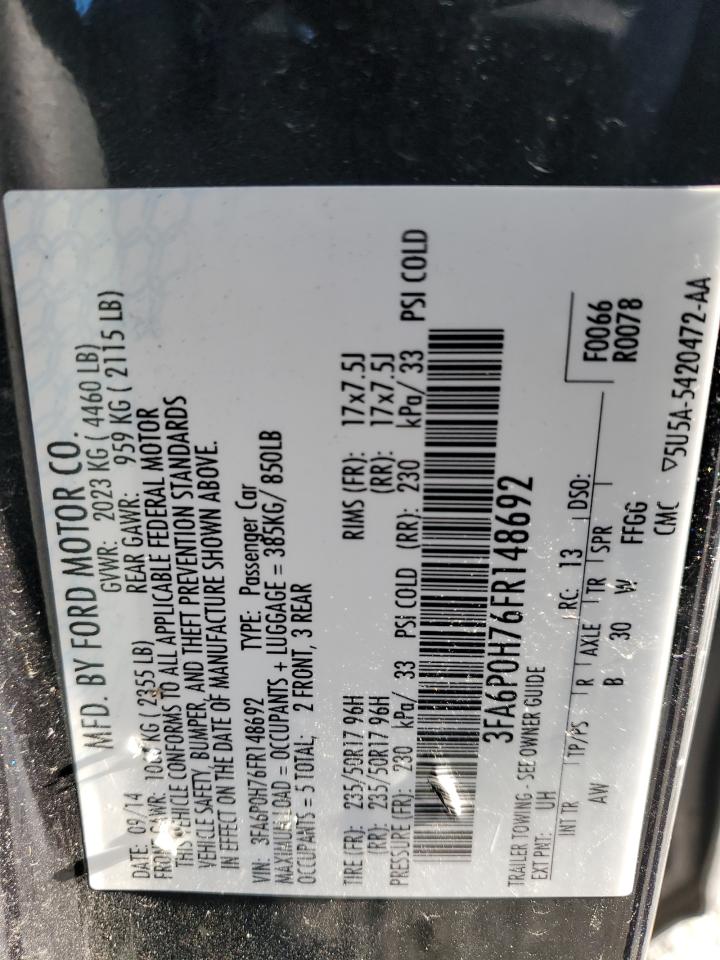 MFD. BY FORD MOTOR CO.
DATE: 09/14 GVWR: 2023 KG ( 4460 LB)
FRONT GAWR: KG ( 2355 LB) REAR GAWR: 959 KG ( 2115 LB)
THIS VEHICLE CONFORMS TO ALL APPLICABLE FEDERAL MOTOR
VEHICLE SAFETY, BUMPER, AND THEFT PREVENTION STANDARDS
IN EFFECT ON THE DATE OF MANUFACTURE SHOWN ABOVE.
VIN: 3FA6P0H76FR148692 TYPE: Passenger Car
MAXIMUM LOAD = OCCUPANTS + LUGGAGE = 385KG/ 850LB
OCCUPANTS = 5 TOTAL; 2 FRONT, 3 REAR
TIRE (FR): 235/50R17 96H RIMS (FR): 17x7.5J
(RR): 235/50R17 96H (RR): 17x7.5J
PRESSURE (FR): 230 kPa/ 33 PSI COLD (RR): 230 kPa/ 33 PSI COLD
3FA6P0H76FR148692
TRAILER TOWING - SEE OWNER GUIDE
EXT PNT: UH RC: 13 DSO: F0066
R0078
INT TR TP/PS R AXLE TR SPR
AW B 30 W FFGG
CMC ▽5U5A-5420472-AA